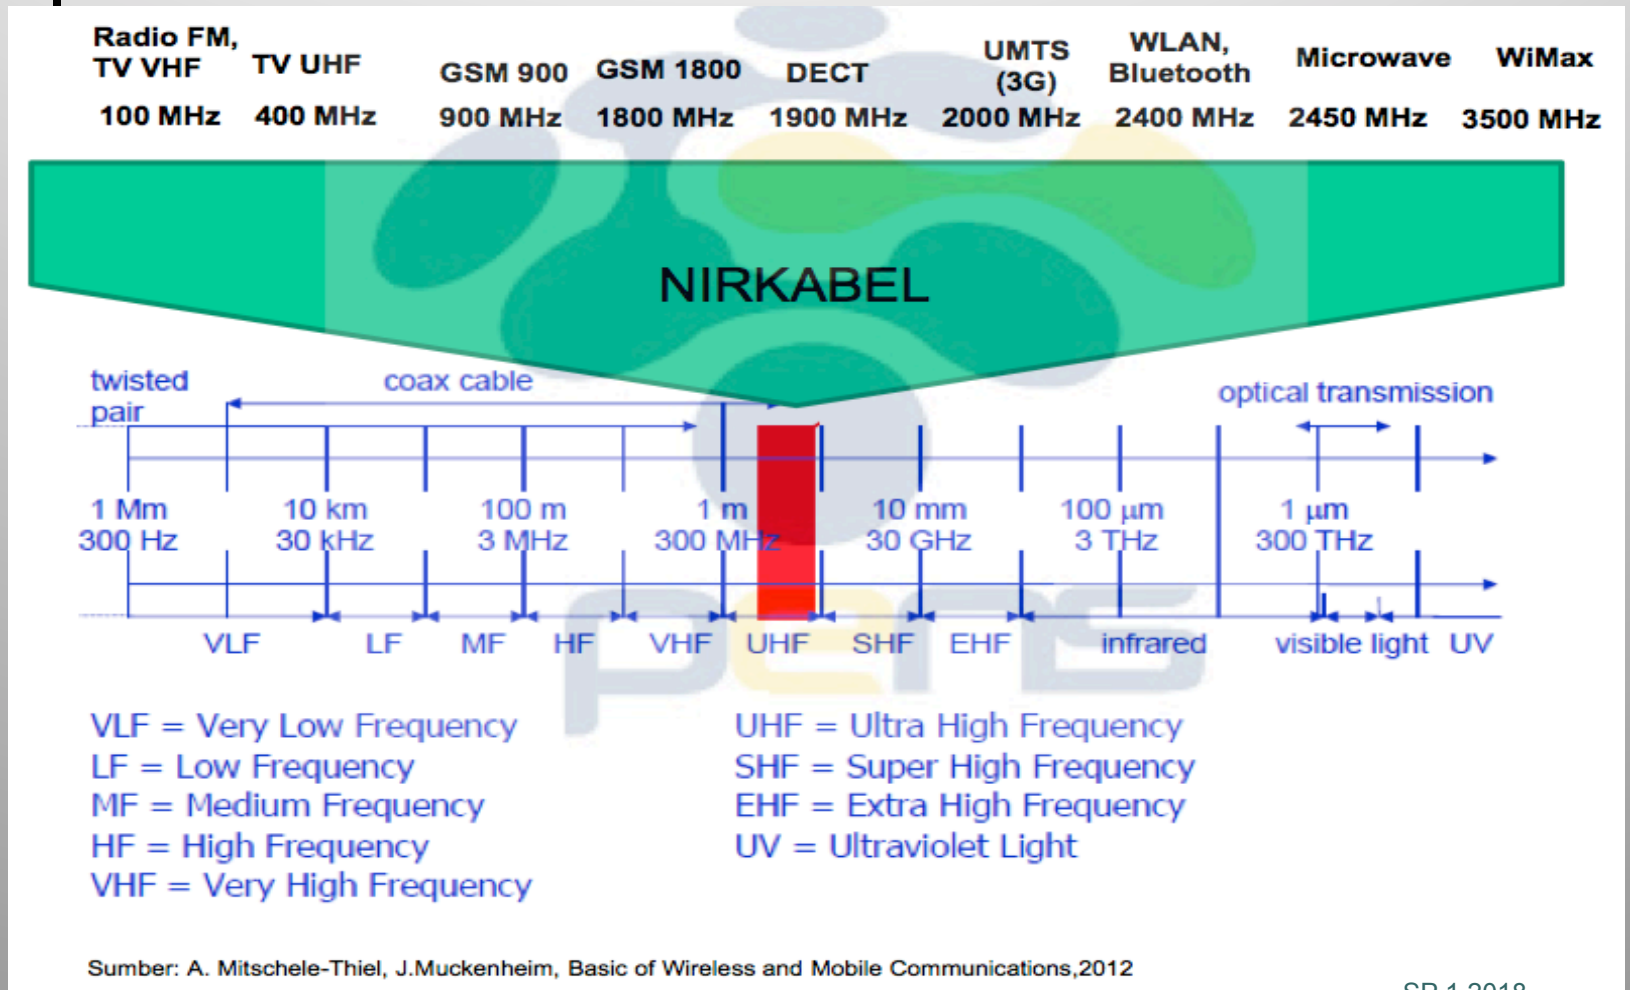 Radio FM,
TV VHF
100 MHz
TV UHF
400 MHz
GSM 900
900 MHz
GSM 1800
1800 MHz
DECT
1900 MHz
UMTS
(3G)
2000 MHz
WLAN,
Bluetooth
2400 MHz
Microwave
2450 MHz
WiMax
3500 MHz
NIRKABEL
twisted
pair
coax cable
optical transmission
1 Mm
300 Hz
10 km
30 kHz
100 m
3 MHz
1 m
300 MHz
10 mm
30 GHz
100 μm
3 THz
1 μm
300 THz
VLF
LF
MF
HF
VHF
UHF
SHF
EHF
infrared
visible light
UV
pens
VLF = Very Low Frequency
LF = Low Frequency
MF = Medium Frequency
HF = High Frequency
VHF = Very High Frequency
UHF = Ultra High Frequency
SHF = Super High Frequency
EHF = Extra High Frequency
UV = Ultraviolet Light
Sumber: A. Mitschele-Thiel, J.Muckenheim, Basic of Wireless and Mobile Communications,2012